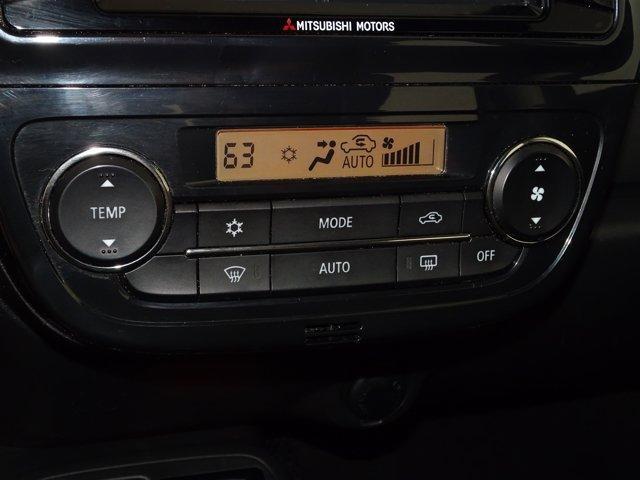 MITSUBISHI MOTORS
63 AUTO
TEMP
MODE
AUTO
OFF